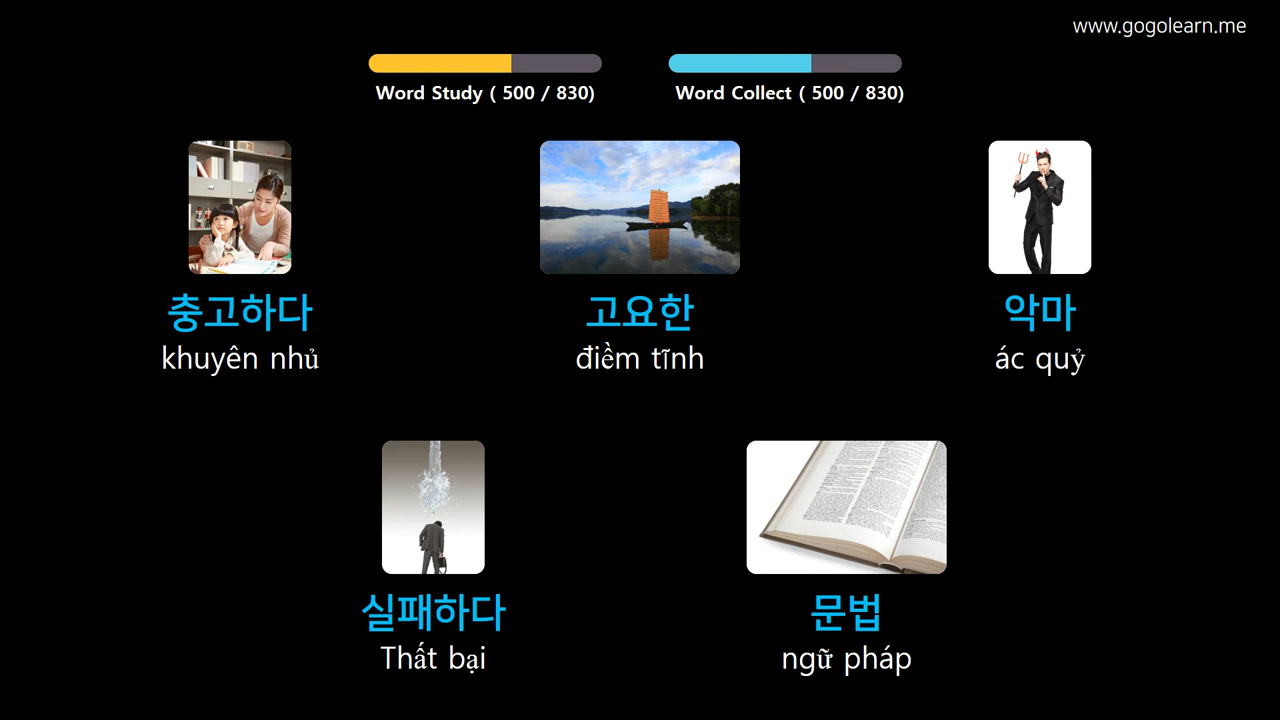 www.gogolearn.me
Word Study ( 500 / 830)
Word Collect ( 500 / 830)
충고하다
khuyên nhủ
고요한
điềm tĩnh
악마
ác quỷ
실패하다
Thất bại
문법
ngữ pháp